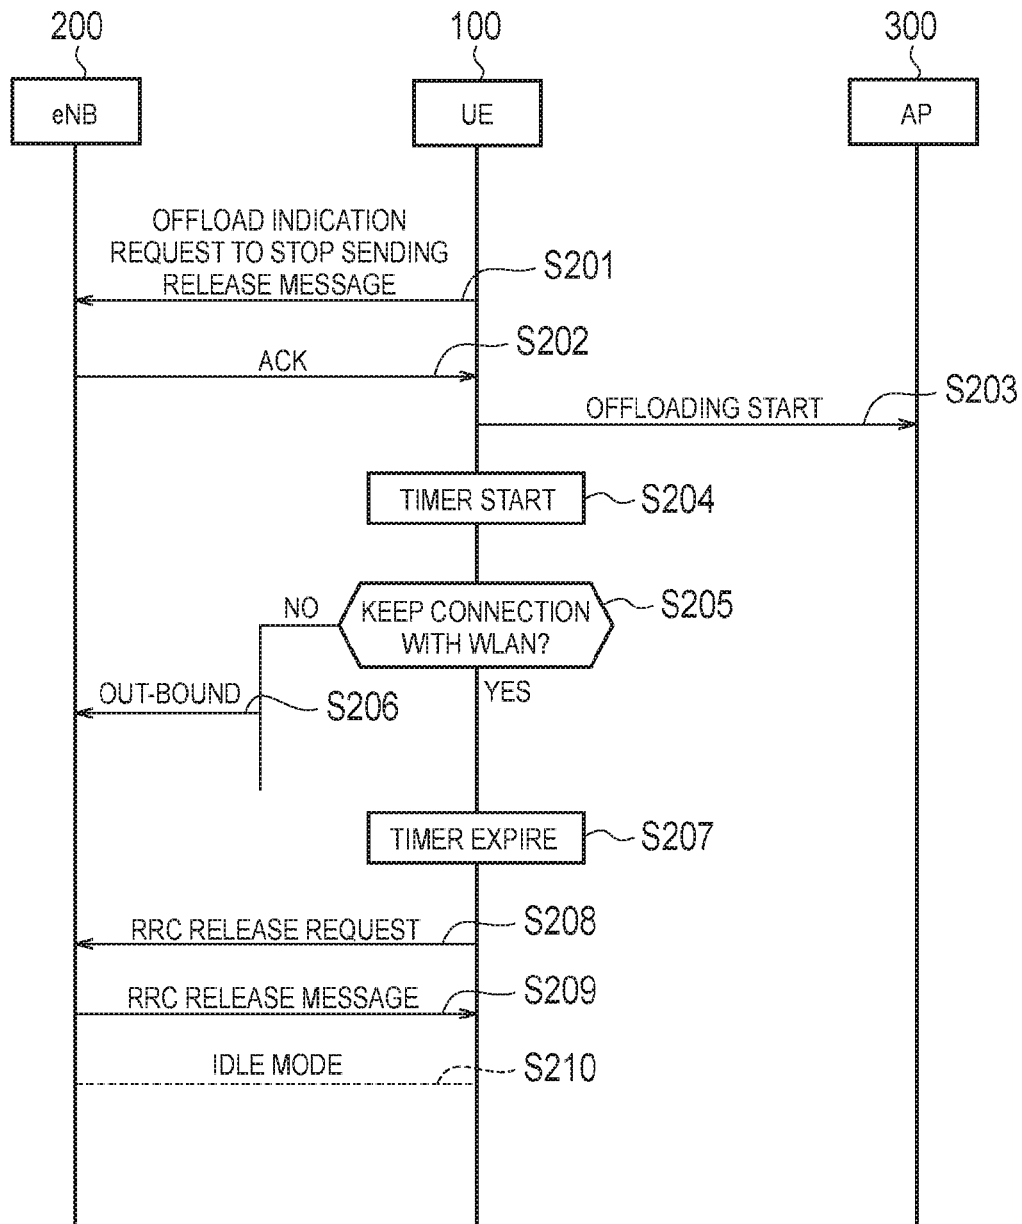 200
100
300
eNB
UE
AP
OFFLOAD INDICATION
REQUEST TO STOP SENDING
RELEASE MESSAGE
S201
ACK
S202
OFFLOADING START
S203
TIMER START
S204
KEEP CONNECTION
WITH WLAN?
S205
NO
YES
OUT-BOUND
S206
TIMER EXPIRE
S207
RRC RELEASE REQUEST
S208
RRC RELEASE MESSAGE
S209
IDLE MODE
S210